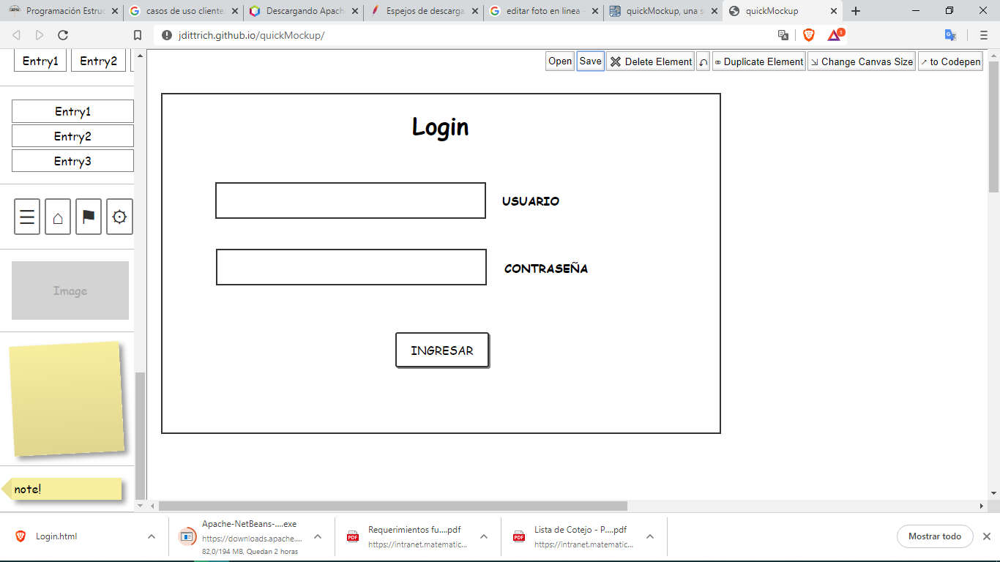 Programación Estruc
casos de uso cliente
Descargando Apach
Espejos de descarga
editar foto en linea -
quickMockup, una s
quickMockup
jdittrich.github.io/quickMockup/
1
Entry1
Entry2
Open
Save
Delete Element
Duplicate Element
Change Canvas Size
to Codepen
Entry1
Entry2
Entry3
Image
note!
Login
USUARIO
CONTRASEÑA
INGRESAR
Login.html
Apache-NetBeans-....exe
https://downloads.apache....
82,0/194 MB, Quedan 2 horas
Requerimientos fu....pdf
https://intranet.matematic...
Lista de Cotejo - P....pdf
https://intranet.matematic...
Mostrar todo